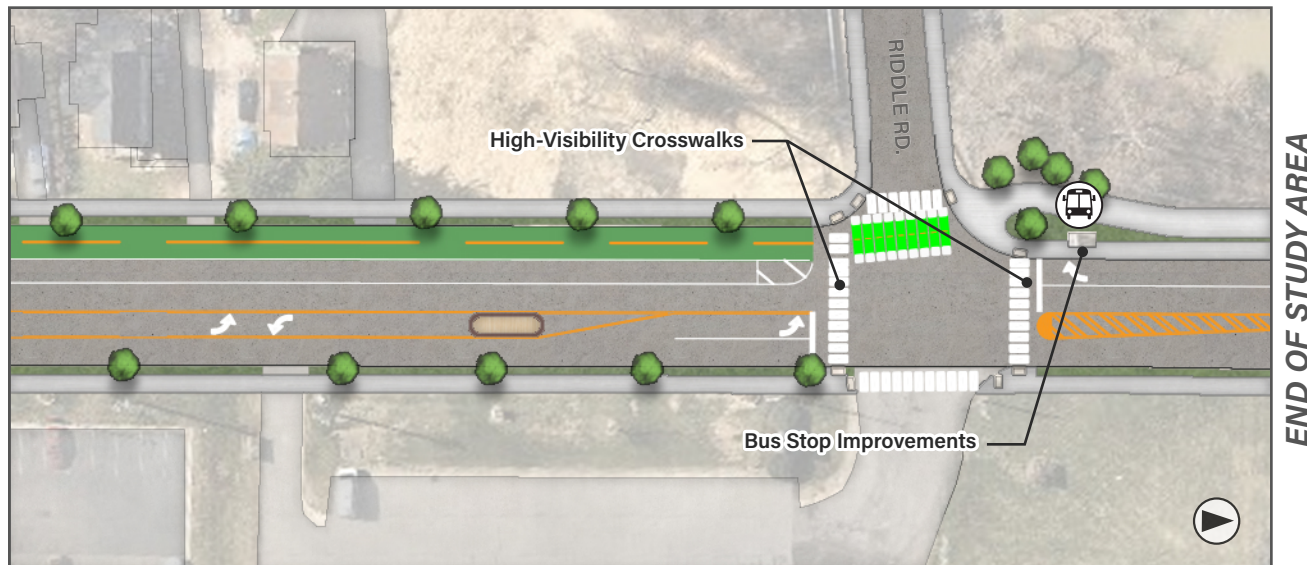 RIDDLE RD.
High-Visibility Crosswalks
Bus Stop Improvements
END OF STUDY AREA